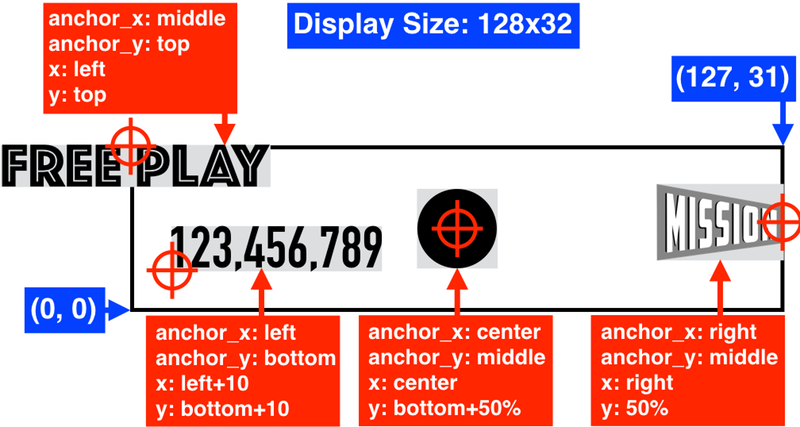 anchor_x: middle
anchor_y: top
x: left
y: top
Display Size: 128x32
(127, 31)
FREE PLAY
123,456,789
MISSION
(0, 0)
anchor_x: left
anchor_y: bottom
x: left+10
y: bottom+10
anchor_x: center
anchor_y: middle
x: center
y: bottom+50%
anchor_x: right
anchor_y: middle
x: right
y: 50%